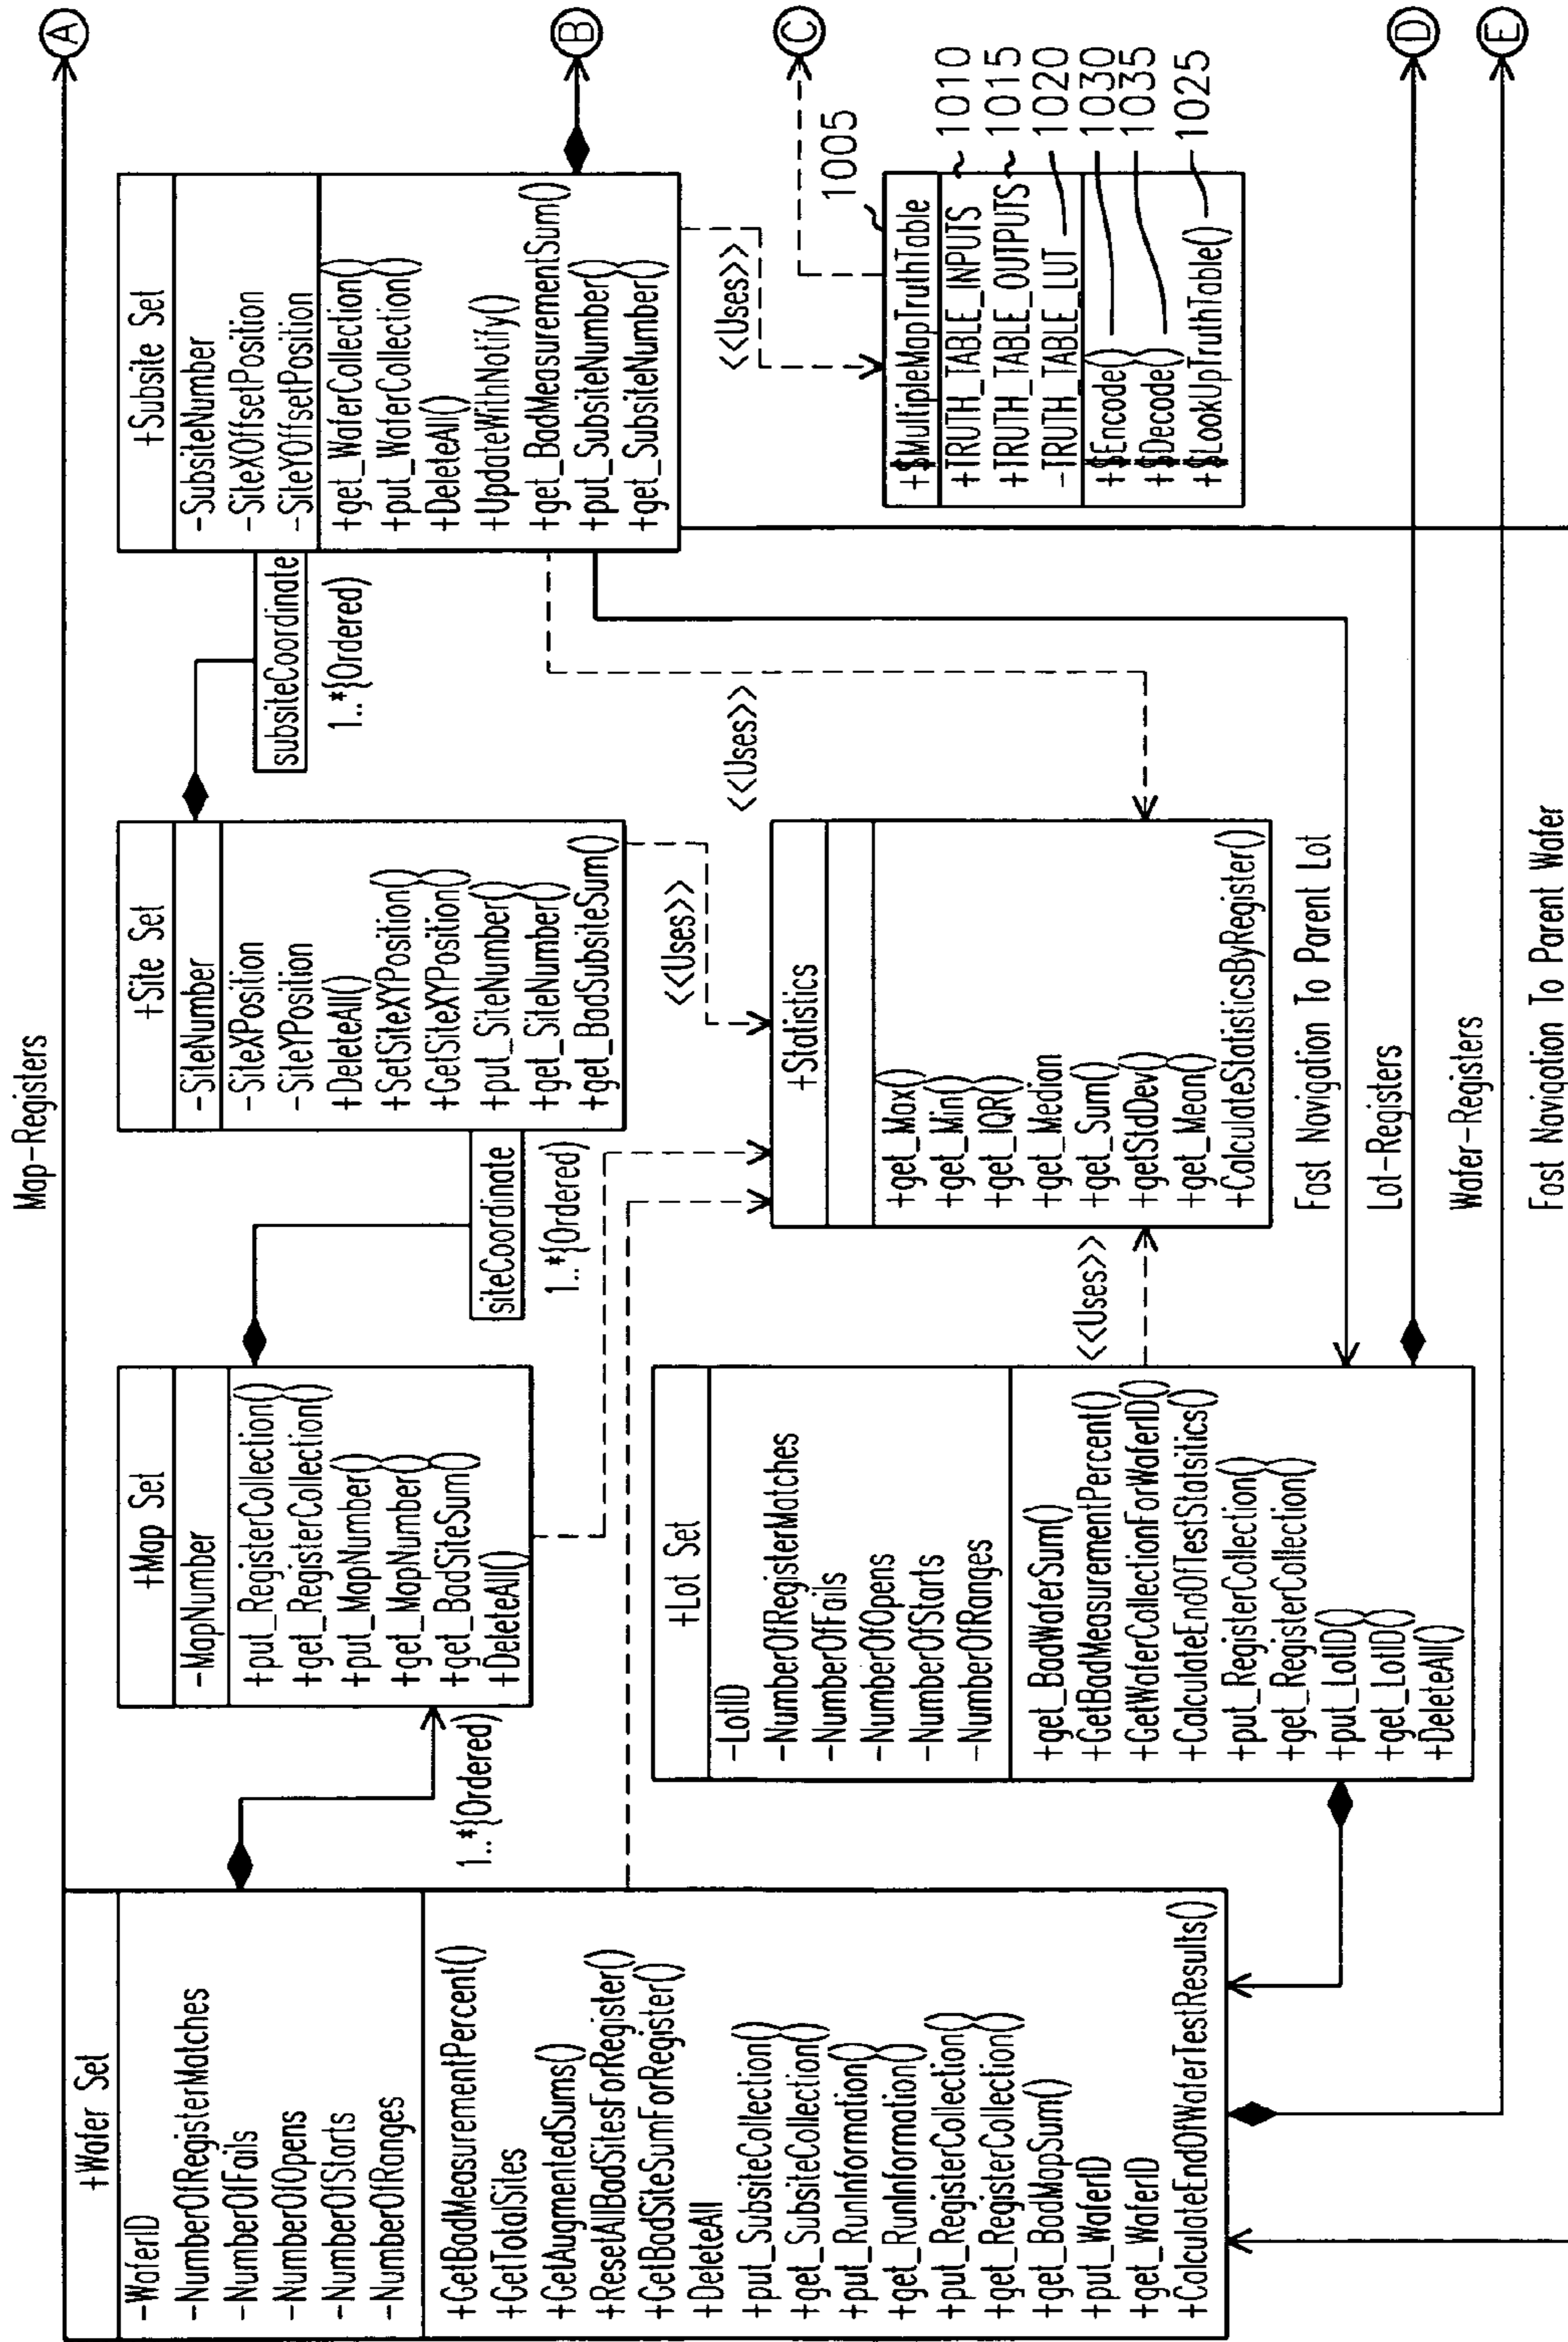 Map-Registers
A
+Wafer Set
-WaferID
-NumberOfRegisterMatches
-NumberOfFails
-NumberOfOpens
-NumberOfStarts
-NumberOfRanges
+GetBadMeasurementPercent()
+GetTotalSites
+GetAugmentedSums()
+ResetAllBadSitesForRegister()
+GetBadSiteSumForRegister()
+DeleteAll
+put_SubsiteCollection()
+get_SubsiteCollection()
+put_RunInformation()
+get_RunInformation()
+put_RegisterCollection()
+get_RegisterCollection()
+get_BadMapSum()
+put_WaferID
+get_WaferID
+CalculateEndOfWaferTestResults()
1..*{Ordered)
+Map Set
-MapNumber
+put_RegisterCollection()
+get_RegisterCollection()
+put_MapNumber()
+get_MapNumber()
+get_BadSiteSum()
+DeleteAll()
siteCoordinate
1..*{Ordered)
+Site Set
-SiteNumber
-SiteXPosition
-SiteYPosition
+DeleteAll()
+SetSiteXYPosition()
+GetSiteXYPosition()
+put_SiteNumber()
+get_SiteNumber()
+get_BadSubsiteSum()
<<Uses>>
subsiteCoordinate
1..*{Ordered)
+Subsite Set
-SubsiteNumber
-SiteXOffsetPosition
-SiteYOffsetPosition
+get_WaferCollection()
+put_WaferCollection()
+DeleteAll()
+UpdateWithNotify()
+get_BadMeasurementSum()
+put_SubsiteNumber()
+get_SubsiteNumber()
B
<<Uses>>
<<Uses>>
C
1005
+Lot Set
-LotID
-NumberOfRegisterMatches
-NumberOfFails
-NumberOfOpens
-NumberOfStarts
-NumberOfRanges
+get_BadWaferSum()
+GetBadMeasurementPercent()
+GetWaferCollectionForWaferID()
+CalculateEndOfTestStatsitics()
+put_RegisterCollection()
+get_RegisterCollection()
+put_LotID()
+get_LotID()
+DeleteAll()
<<Uses>>
+Statistics
+get_Max()
+get_Min()
+get_IQR()
+get_Median
+get_Sum()
+getStdDev()
+get_Mean()
+CalculateStatisticsByRegister()
+$MultipleMapTruthTable
+TRUTH_TABLE_INPUTS 1010
+TRUTH_TABLE_OUTPUTS 1015
-TRUTH_TABLE_LUT 1020
+$Encode() 1030
+$Decode() 1035
+$LookUpTruthTable() 1025
Fast Navigation To Parent Lot
Lot-Registers
D
Wafer-Registers
E
Fast Navigation To Parent Wafer